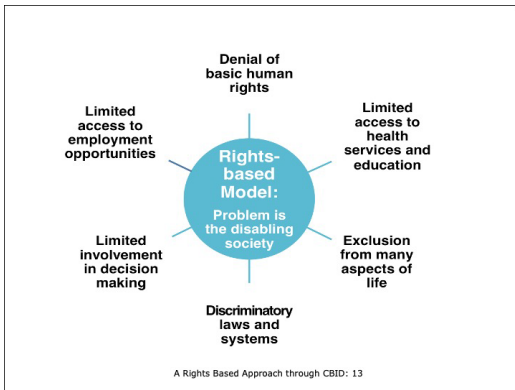 Denial of
basic human
rights
Limited
access to
employment
opportunities
Limited
access to
health
services and
education
Rights-
based
Model:
Problem is
the disabling
society
Limited
involvement
in decision
making
Exclusion
from many
aspects of
life
Discriminatory
laws and
systems
A Rights Based Approach through CBID: 13